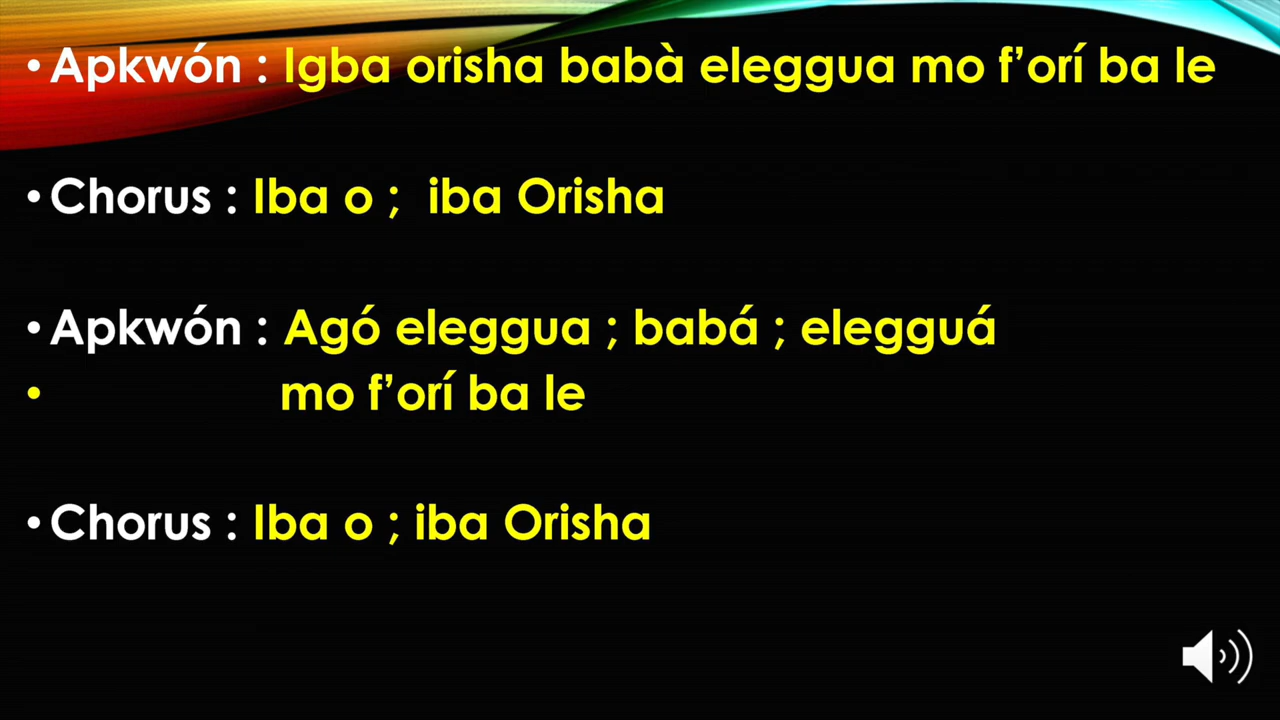 • Apkwón : Igba orisha babà eleggua mo f’orí ba le
• Chorus : Iba o ;  iba Orisha
• Apkwón : Agó eleggua ; babá ; elegguá
• mo f’orí ba le
• Chorus : Iba o ; iba Orisha